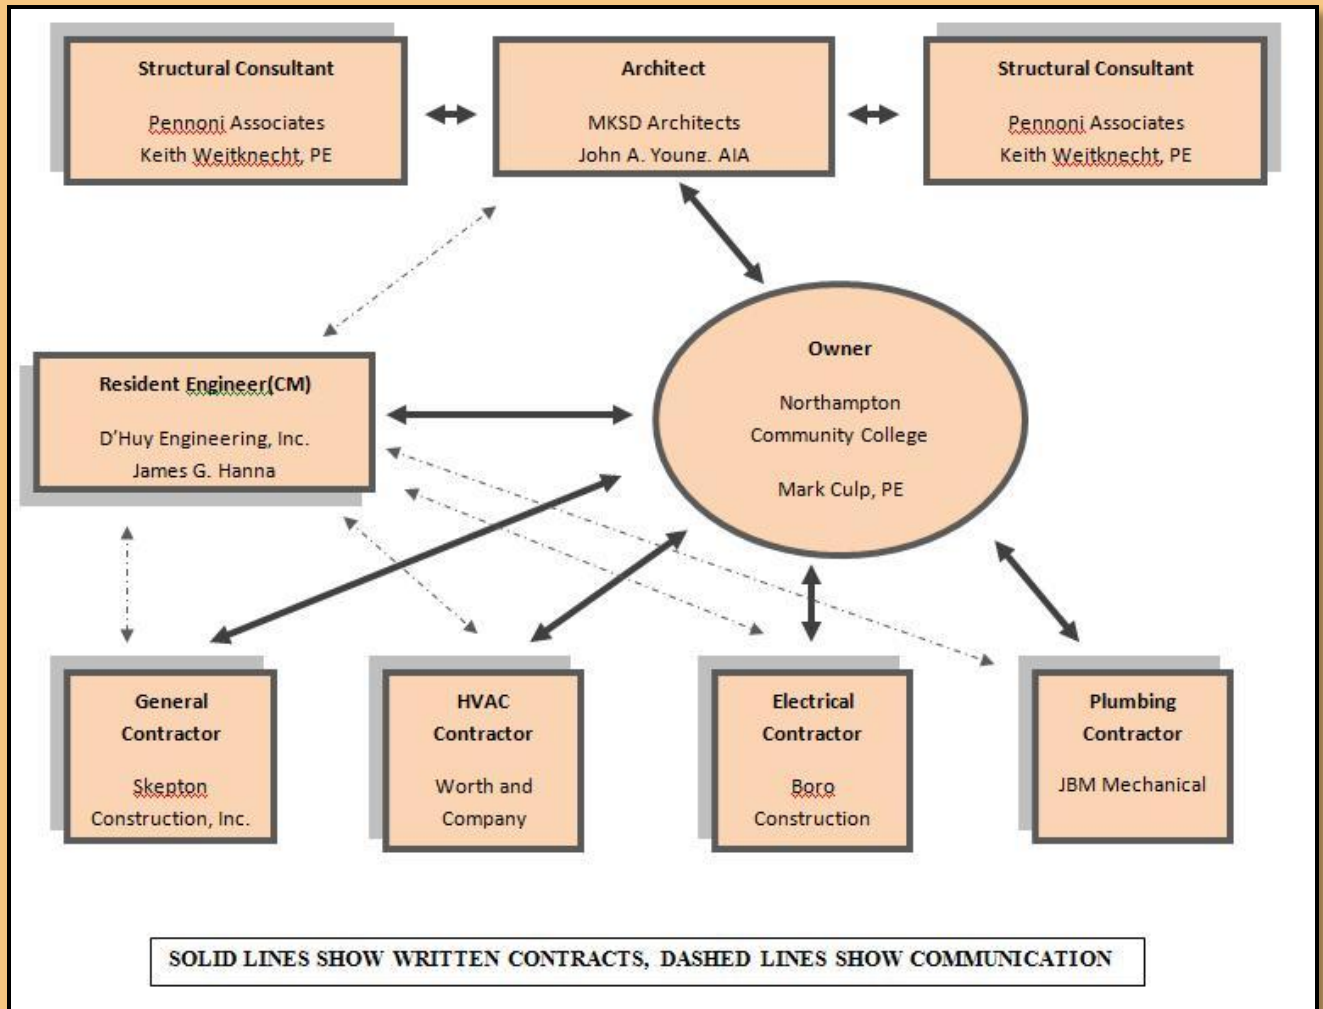 Structural Consultant
Pennoni Associates
Keith Weitknecht, PE
Architect
MKSD Architects
John A. Young, AIA
Structural Consultant
Pennoni Associates
Keith Weitknecht, PE
Owner
Northampton
Community College
Mark Culp, PE
Resident Engineer(CM)
D'Huy Engineering, Inc.
James G. Hanna
General
Contractor
Skepton
Construction, Inc.
HVAC
Contractor
Worth and
Company
Electrical
Contractor
Boro
Construction
Plumbing
Contractor
JBM Mechanical
SOLID LINES SHOW WRITTEN CONTRACTS, DASHED LINES SHOW COMMUNICATION